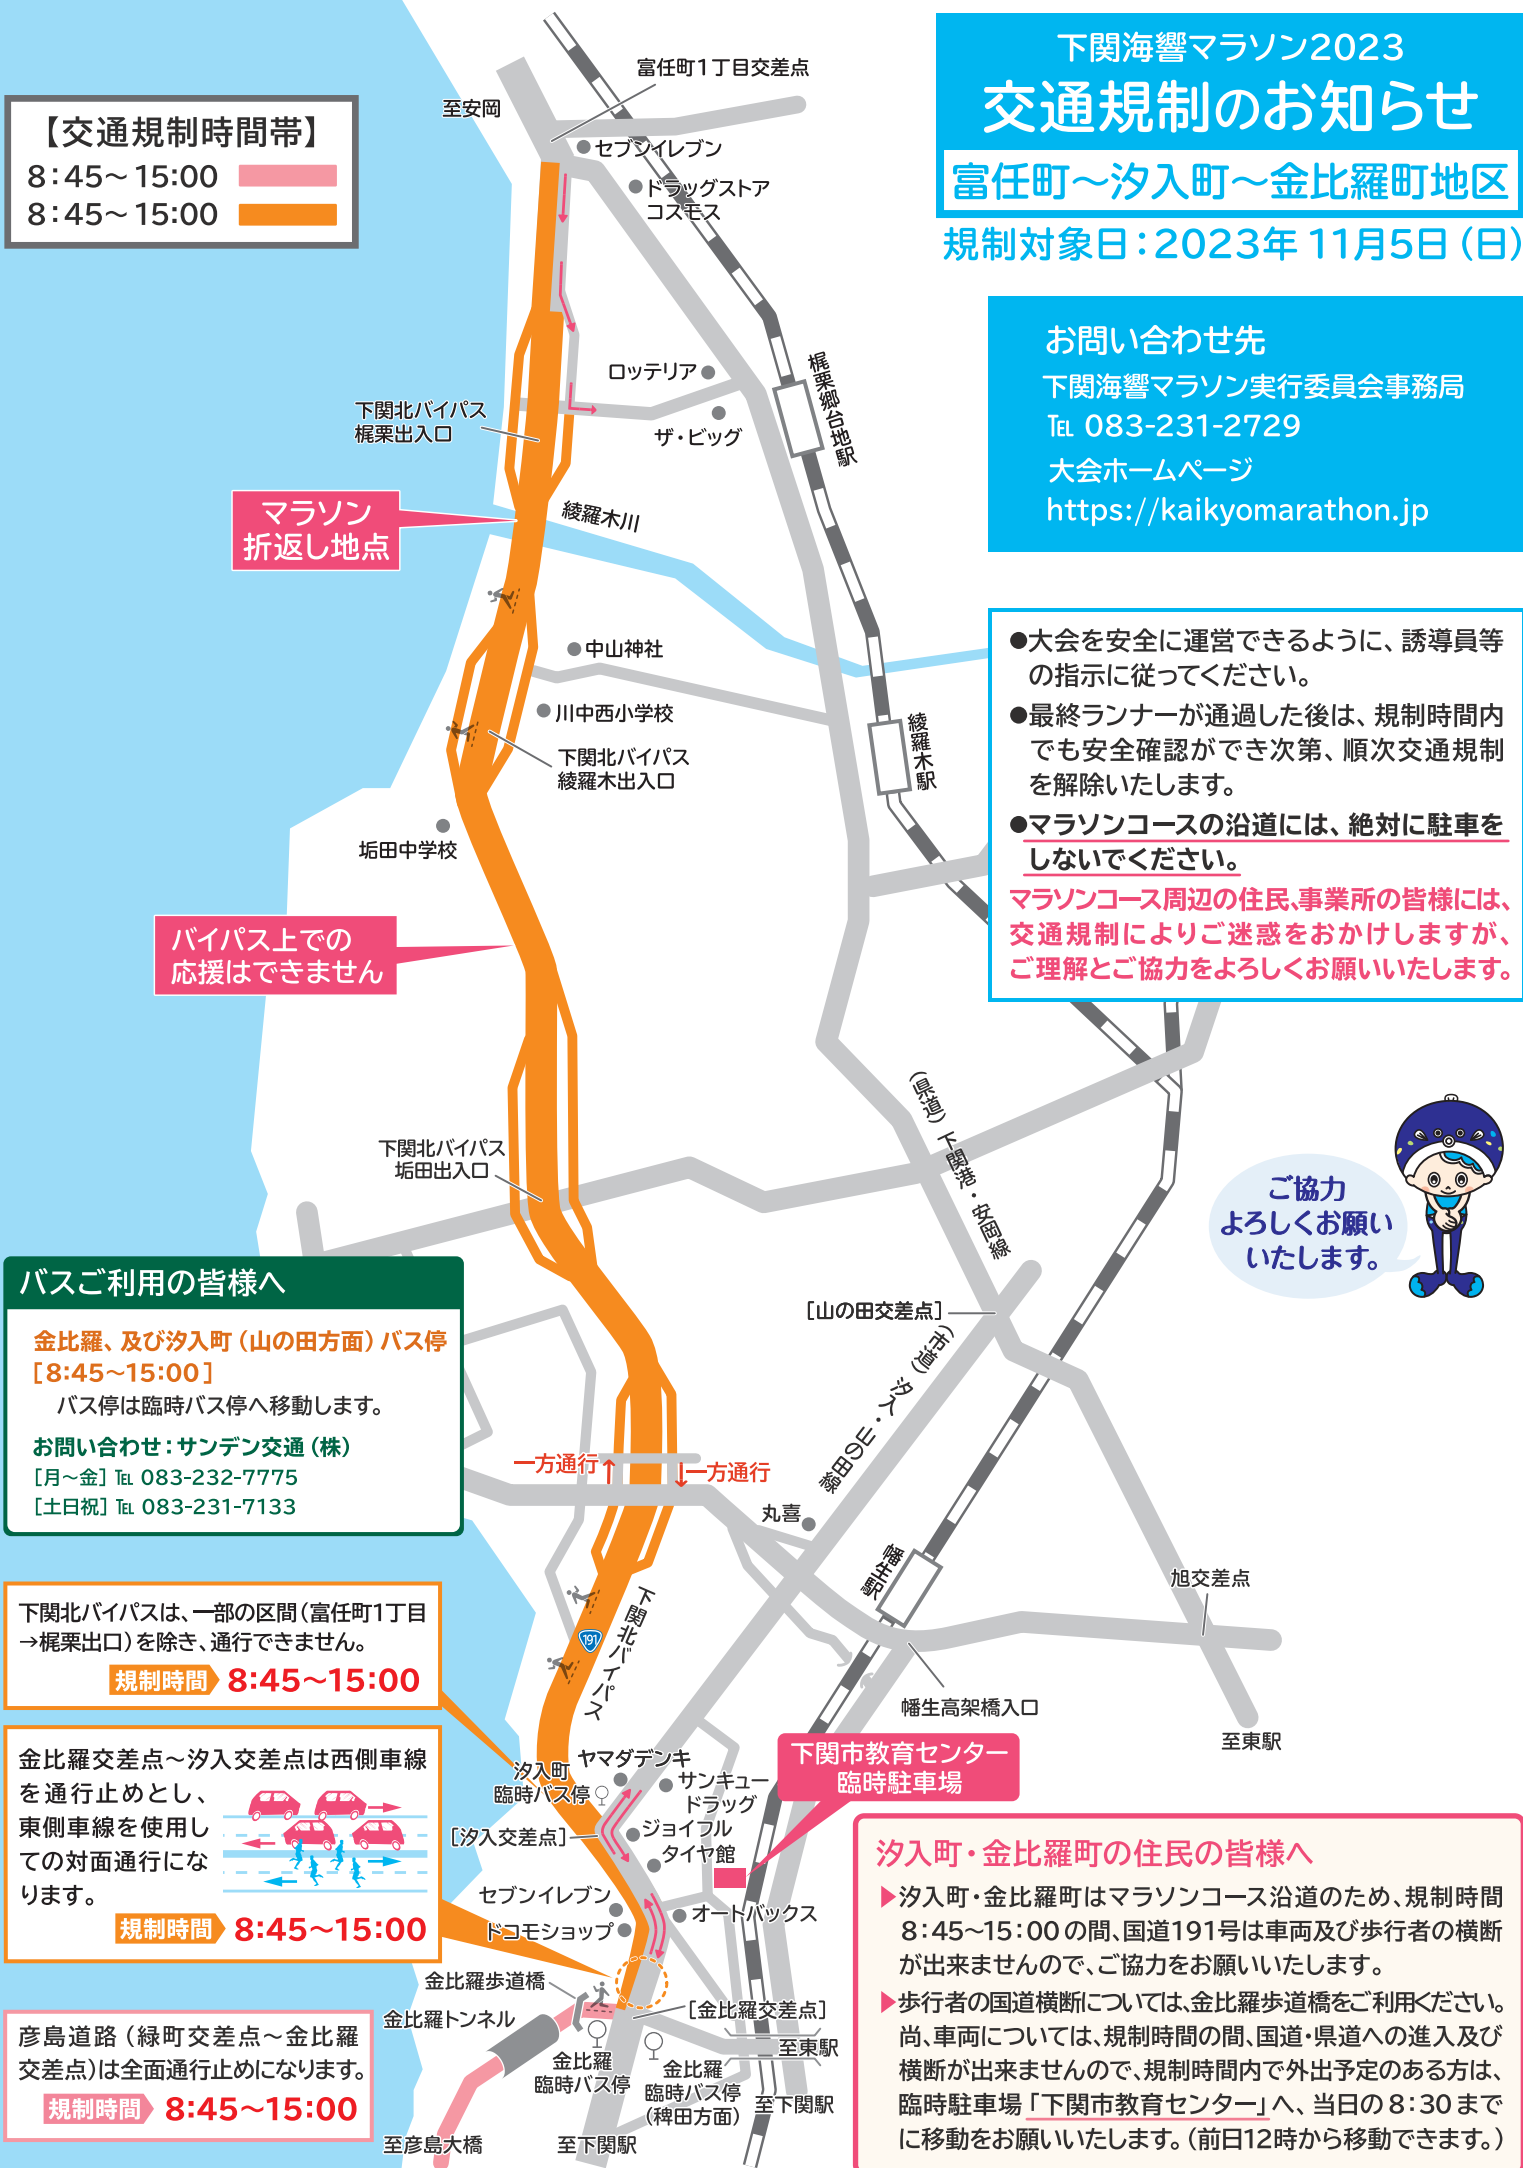 下関海響マラソン2023
交通規制のお知らせ
富任町～汐入町～金比羅町地区
規制対象日：2023年 11月5日（日）
【交通規制時間帯】
8：45～15:00
8：45～15:00
お問い合わせ先
下関海響マラソン実行委員会事務局
℡ 083-231-2729
大会ホームページ
https://kaikyomarathon.jp
●大会を安全に運営できるように、誘導員等
の指示に従ってください。
●最終ランナーが通過した後は、規制時間内
でも安全確認ができ次第、順次交通規制
を解除いたします。
●マラソンコースの沿道には、絶対に駐車を
しないでください。
マラソンコース周辺の住民、事業所の皆様には、
交通規制によりご迷惑をおかけしますが、
ご理解とご協力をよろしくお願いいたします。
ご協力
よろしくお願い
いたします。
富任町1丁目交差点
至安岡
セブンイレブン
ドラッグストア
コスモス
ロッテリア
梶栗郷台地駅
下関北バイパス
梶栗出入口
ザ・ビッグ
マラソン
折返し地点
綾羅木川
中山神社
川中西小学校
綾羅木駅
下関北バイパス
綾羅木出入口
垢田中学校
バイパス上での
応援はできません
（県道）下関港・安岡線
下関北バイパス
垢田出入口
［山の田交差点］
（市道）汐入・山の田線
一方通行
一方通行
丸喜
幡生駅
旭交差点
下関北バイパス
191
幡生高架橋入口
至東駅
バスご利用の皆様へ
金比羅、及び汐入町（山の田方面）バス停
［8:45～15:00］
バス停は臨時バス停へ移動します。
お問い合わせ：サンデン交通（株）
［月～金］℡ 083-232-7775
［土日祝］℡ 083-231-7133
下関北バイパスは、一部の区間（富任町1丁目
→梶栗出口）を除き、通行できません。
規制時間 8:45～15:00
金比羅交差点～汐入交差点は西側車線
を通行止めとし、
東側車線を使用し
ての対面通行にな
ります。
規制時間 8:45～15:00
彦島道路（緑町交差点～金比羅
交差点）は全面通行止めになります。
規制時間 8:45～15:00
汐入町
臨時バス停
ヤマダデンキ
サンキュー
ドラッグ
［汐入交差点］
ジョイフル
タイヤ館
下関市教育センター
臨時駐車場
セブンイレブン
ドコモショップ
オートバックス
金比羅歩道橋
金比羅トンネル
［金比羅交差点］
金比羅
臨時バス停
金比羅
臨時バス停
（稗田方面）
至東駅
至下関駅
至彦島大橋
至下関駅
汐入町・金比羅町の住民の皆様へ
▶汐入町・金比羅町はマラソンコース沿道のため、規制時間
8：45～15：00の間、国道191号は車両及び歩行者の横断
が出来ませんので、ご協力をお願いいたします。
▶歩行者の国道横断については、金比羅歩道橋をご利用ください。
尚、車両については、規制時間の間、国道・県道への進入及び
横断が出来ませんので、規制時間内で外出予定のある方は、
臨時駐車場「下関市教育センター」へ、当日の8：30まで
に移動をお願いいたします。（前日12時から移動できます。）